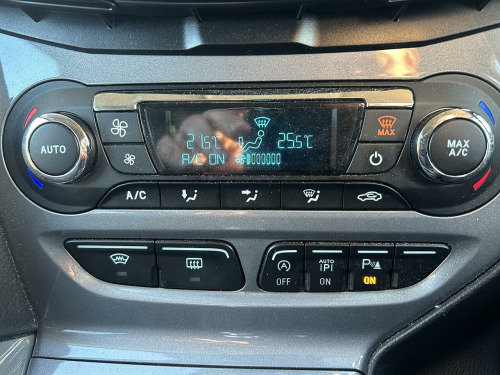 MAX
21.5°C 25.5°C
A/C ON
AUTO
MAX
A/C
A/C
A
OFF
AUTO
P
ON
P
ON